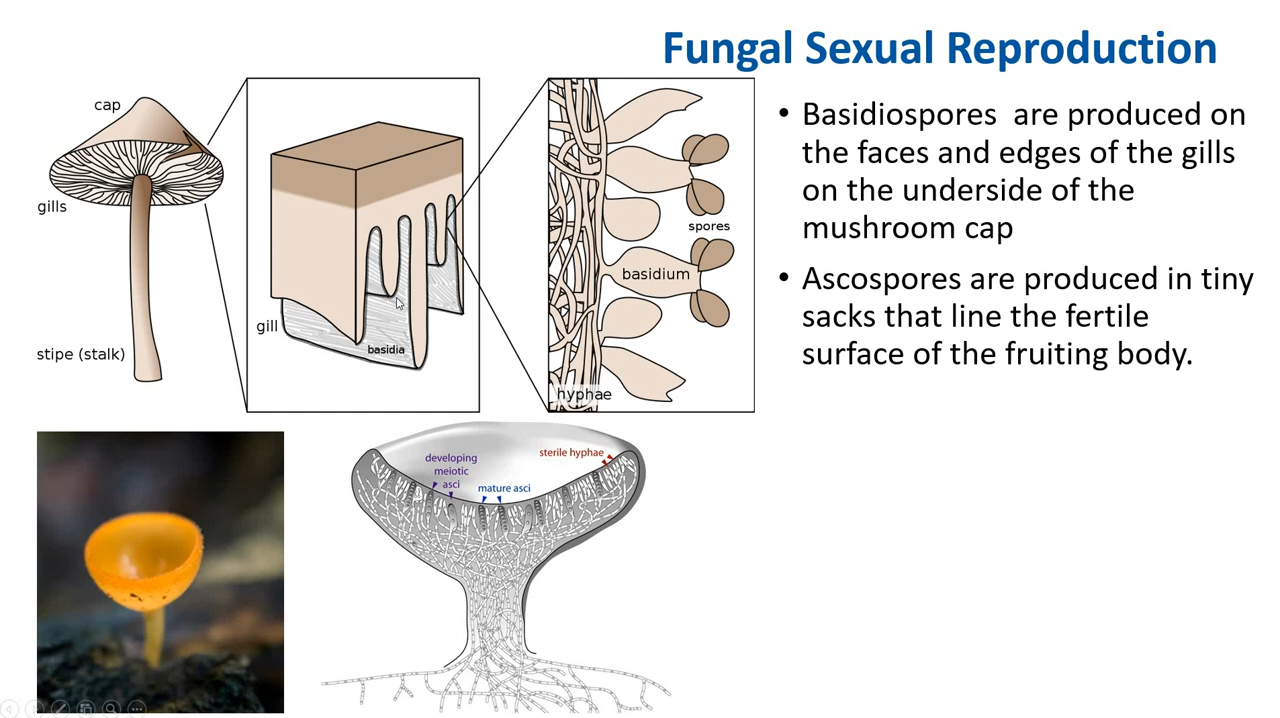 Fungal Sexual Reproduction
cap
gills
stipe (stalk)
gill
basidia
spores
basidium
hyphae
• Basidiospores  are produced on
the faces and edges of the gills
on the underside of the
mushroom cap
• Ascospores are produced in tiny
sacks that line the fertile
surface of the fruiting body.
developing
meiotic
asci
mature asci
sterile hyphae